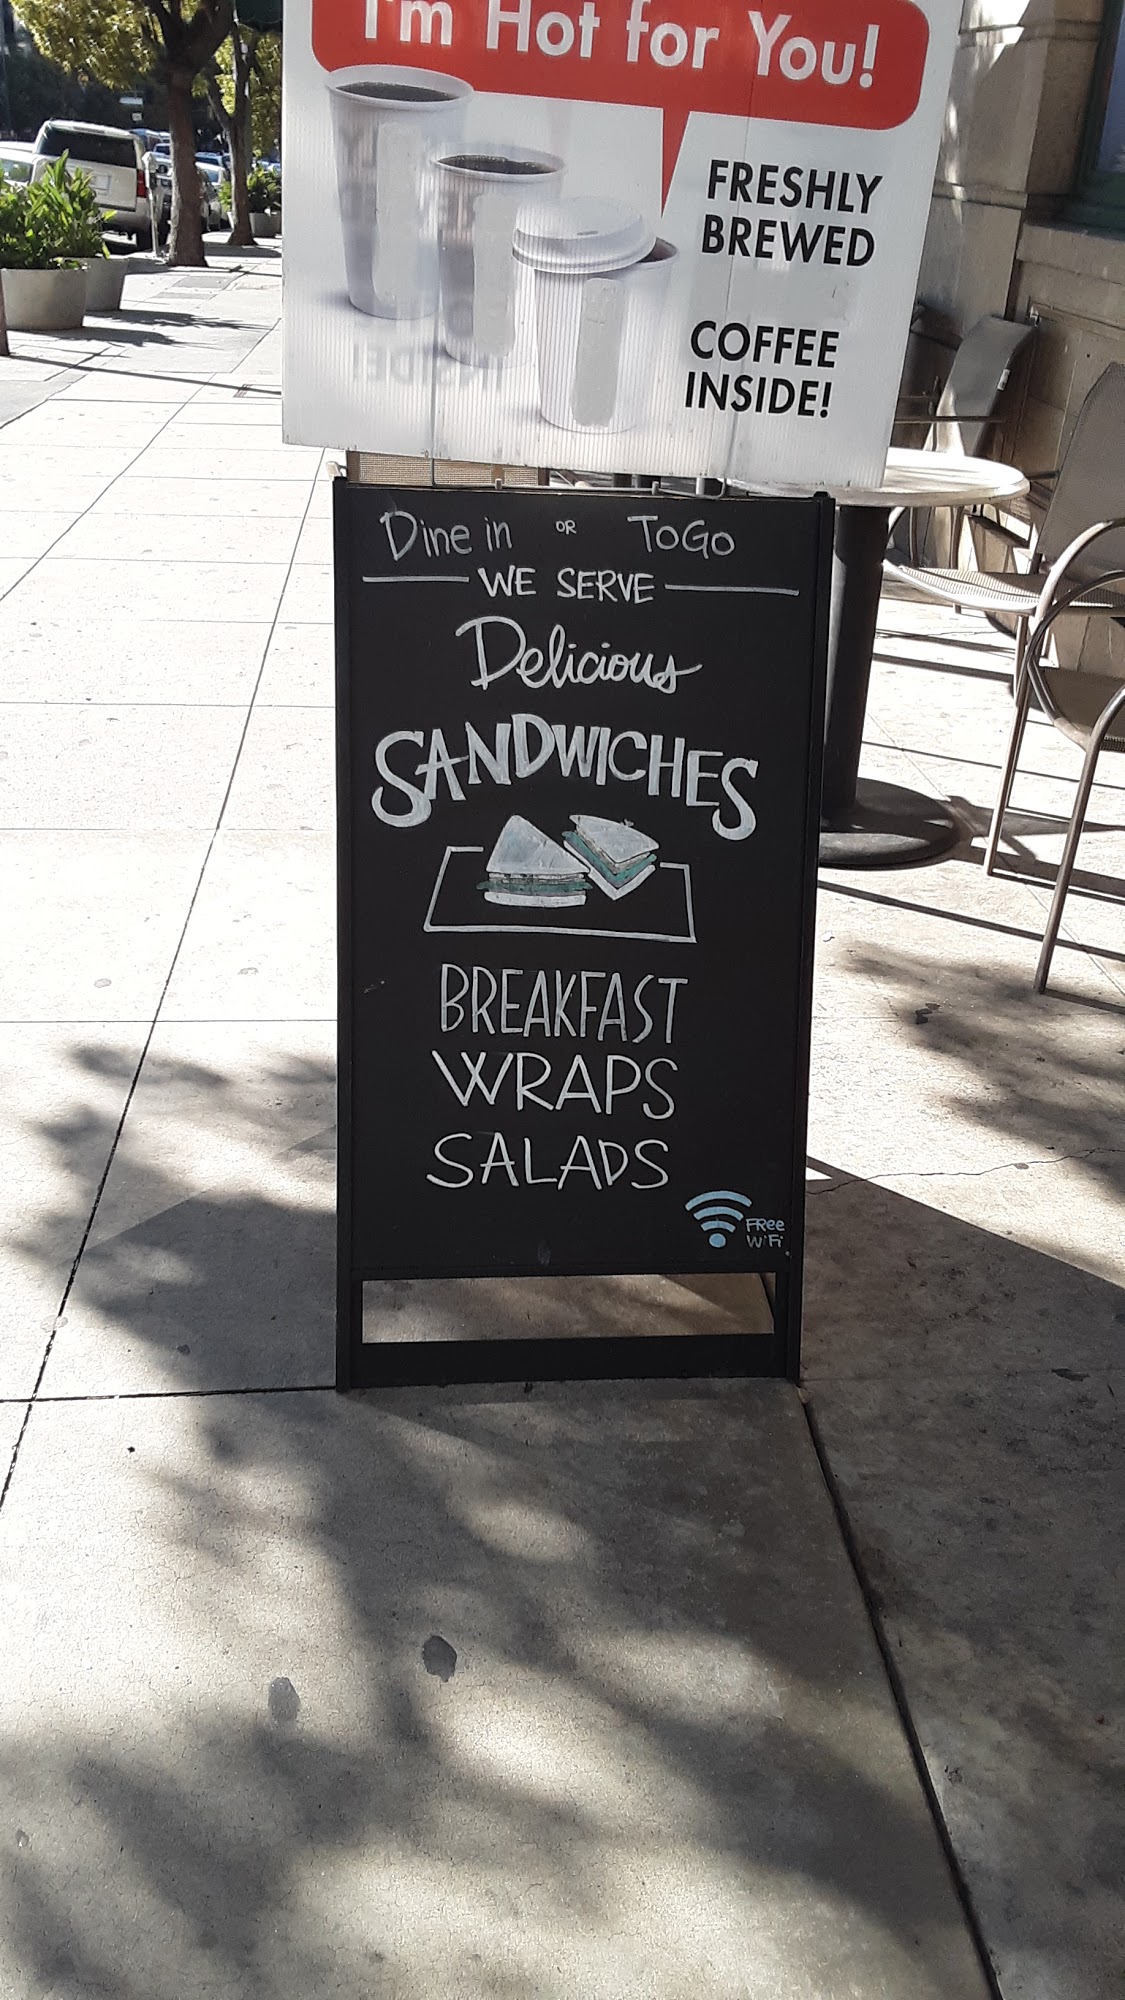 I'm Hot for You!
FRESHLY
BREWED
COFFEE
INSIDE!
Dine in OR TOGO
WE SERVE
Delicious
SANDWICHES
BREAKFAST
WRAPS
SALADS
FRee
WiFi